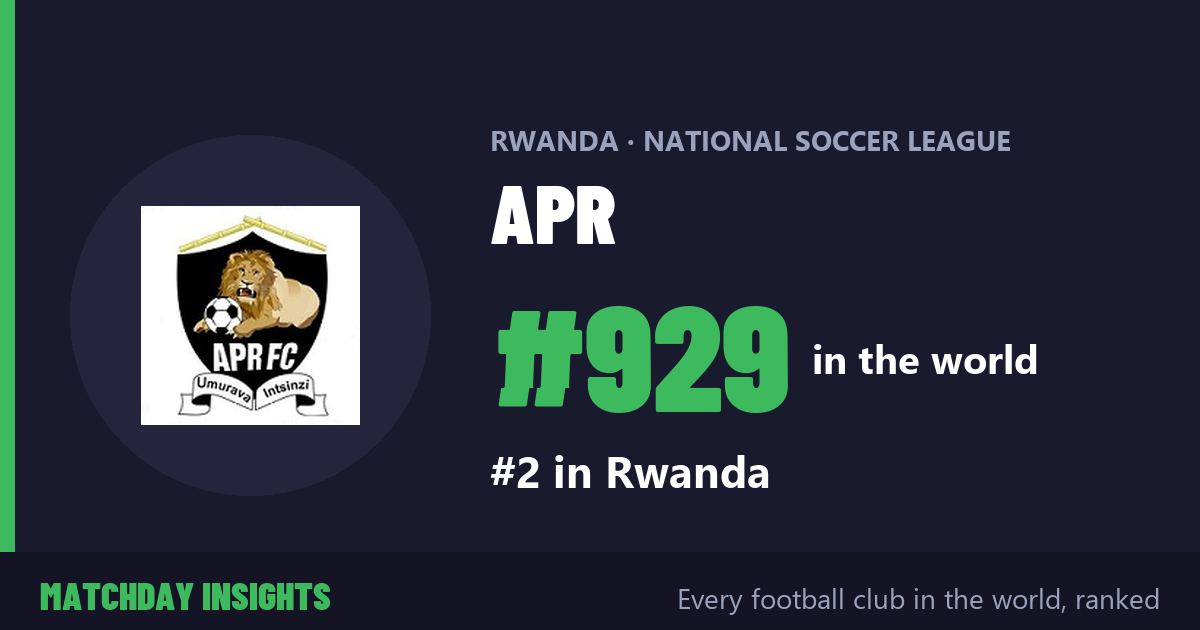 RWANDA · NATIONAL SOCCER LEAGUE
APR
APR FC
Umurava Intsinzi
#929 in the world
#2 in Rwanda
MATCHDAY INSIGHTS
Every football club in the world, ranked